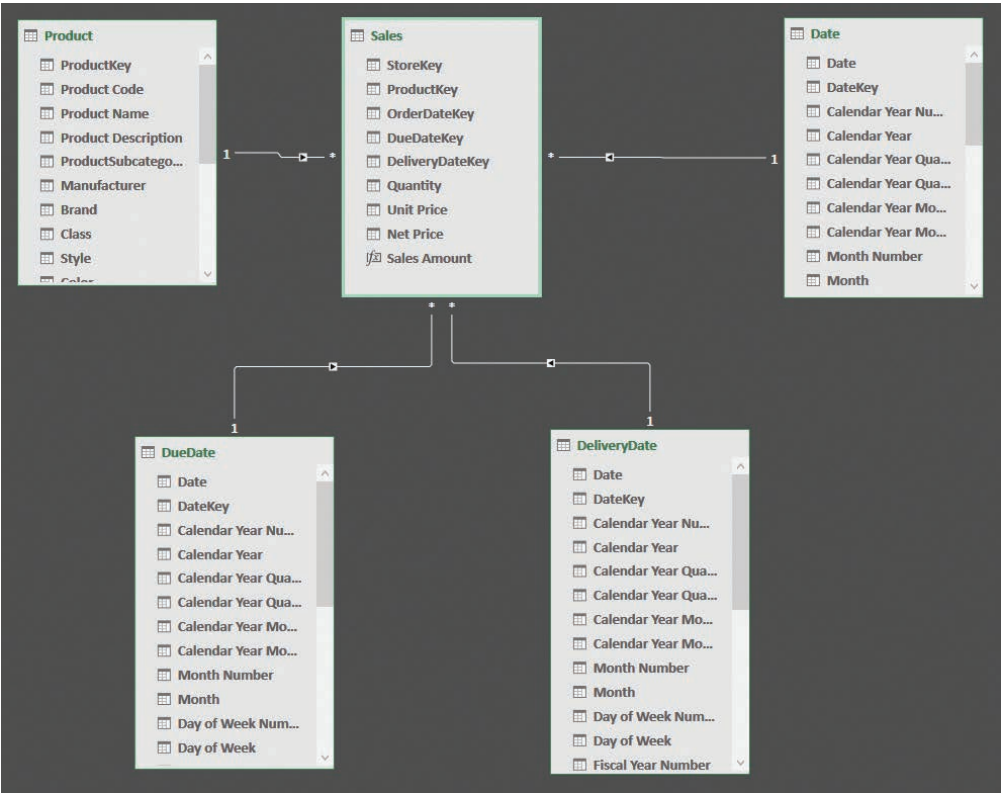 Product
ProductKey
Product Code
Product Name
Product Description
ProductSubcatego...
Manufacturer
Brand
Class
Style
Color
1
*
Sales
StoreKey
ProductKey
OrderDateKey
DueDateKey
DeliveryDateKey
Quantity
Unit Price
Net Price
fx Sales Amount
*
1
Date
Date
DateKey
Calendar Year Nu...
Calendar Year
Calendar Year Qua...
Calendar Year Qua...
Calendar Year Mo...
Calendar Year Mo...
Month Number
Month
* *
1
DueDate
Date
DateKey
Calendar Year Nu...
Calendar Year
Calendar Year Qua...
Calendar Year Qua...
Calendar Year Mo...
Calendar Year Mo...
Month Number
Month
Day of Week Num...
Day of Week
1
DeliveryDate
Date
DateKey
Calendar Year Nu...
Calendar Year
Calendar Year Qua...
Calendar Year Qua...
Calendar Year Mo...
Calendar Year Mo...
Month Number
Month
Day of Week Num...
Day of Week
Fiscal Year Number